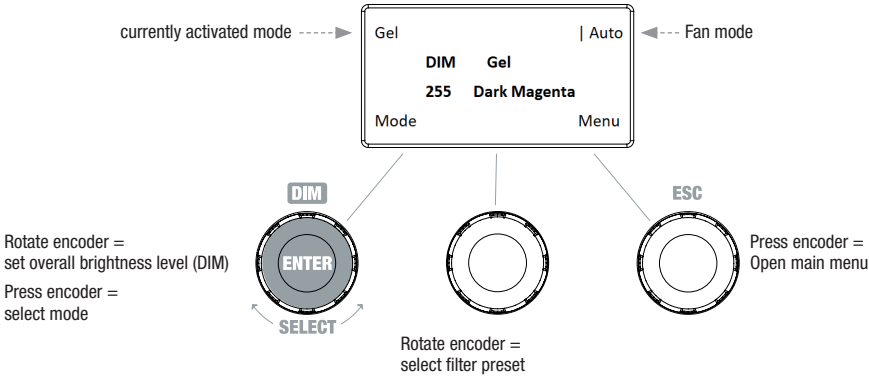 currently activated mode
Gel
| Auto
Fan mode
DIM Gel
255 Dark Magenta
Mode
Menu
DIM
ESC
Rotate encoder =
set overall brightness level (DIM)
Press encoder =
select mode
ENTER
SELECT
Rotate encoder =
select filter preset
Press encoder =
Open main menu